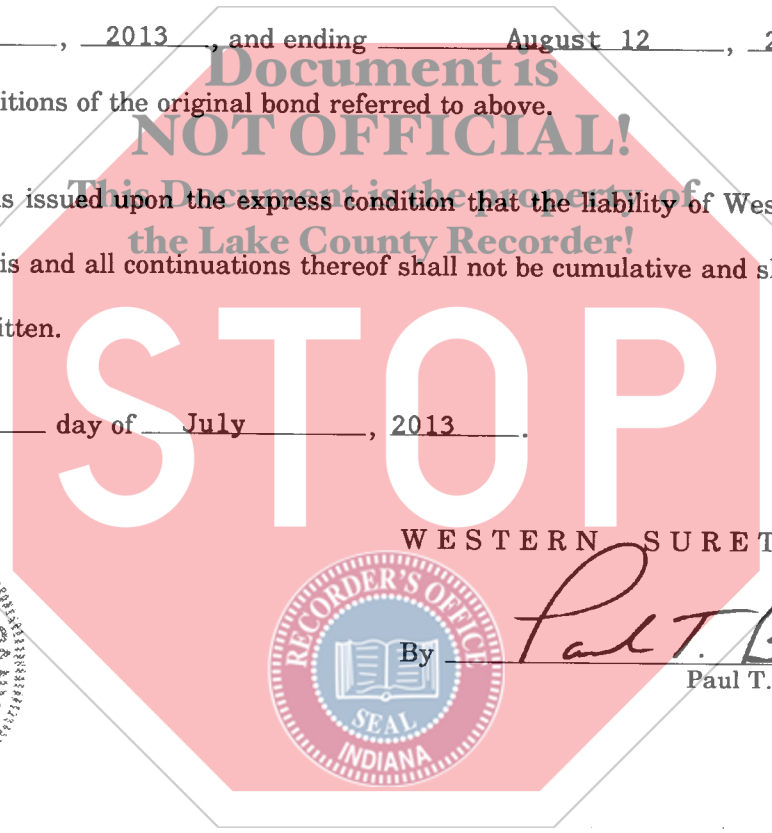 , 2013, and ending August 12, 2
Document is
itions of the original bond referred to above.
NOT OFFICIAL!
This Document is the property of
s issued upon the express condition that the liability of Wes
the Lake County Recorder!
is and all continuations thereof shall not be cumulative and s
itten.
STOP
day of July, 2013.
WESTERN SURET
RECORDER'S OFFICE
SEAL
INDIANA
By Paul T.
Paul T.